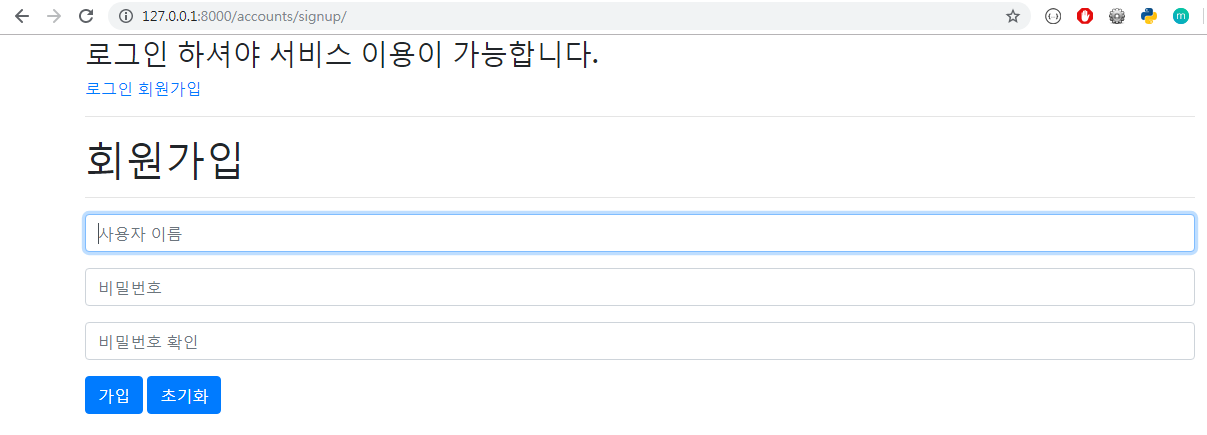 127.0.0.1:8000/accounts/signup/
로그인 하셔야 서비스 이용이 가능합니다.
로그인 회원가입
회원가입
사용자 이름
비밀번호
비밀번호 확인
가입 초기화